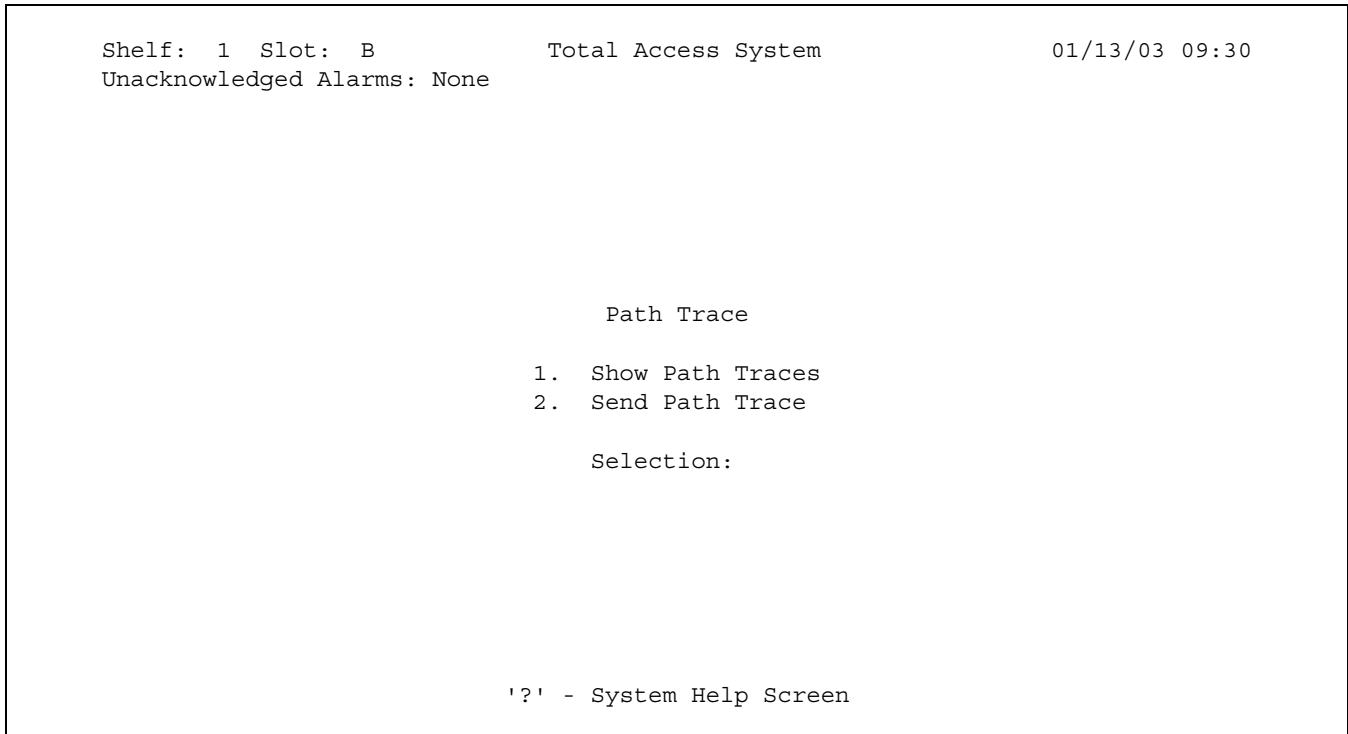 Shelf: 1 Slot: B Total Access System 01/13/03 09:30
Unacknowledged Alarms: None
Path Trace
1. Show Path Traces
2. Send Path Trace
Selection:
'?' - System Help Screen